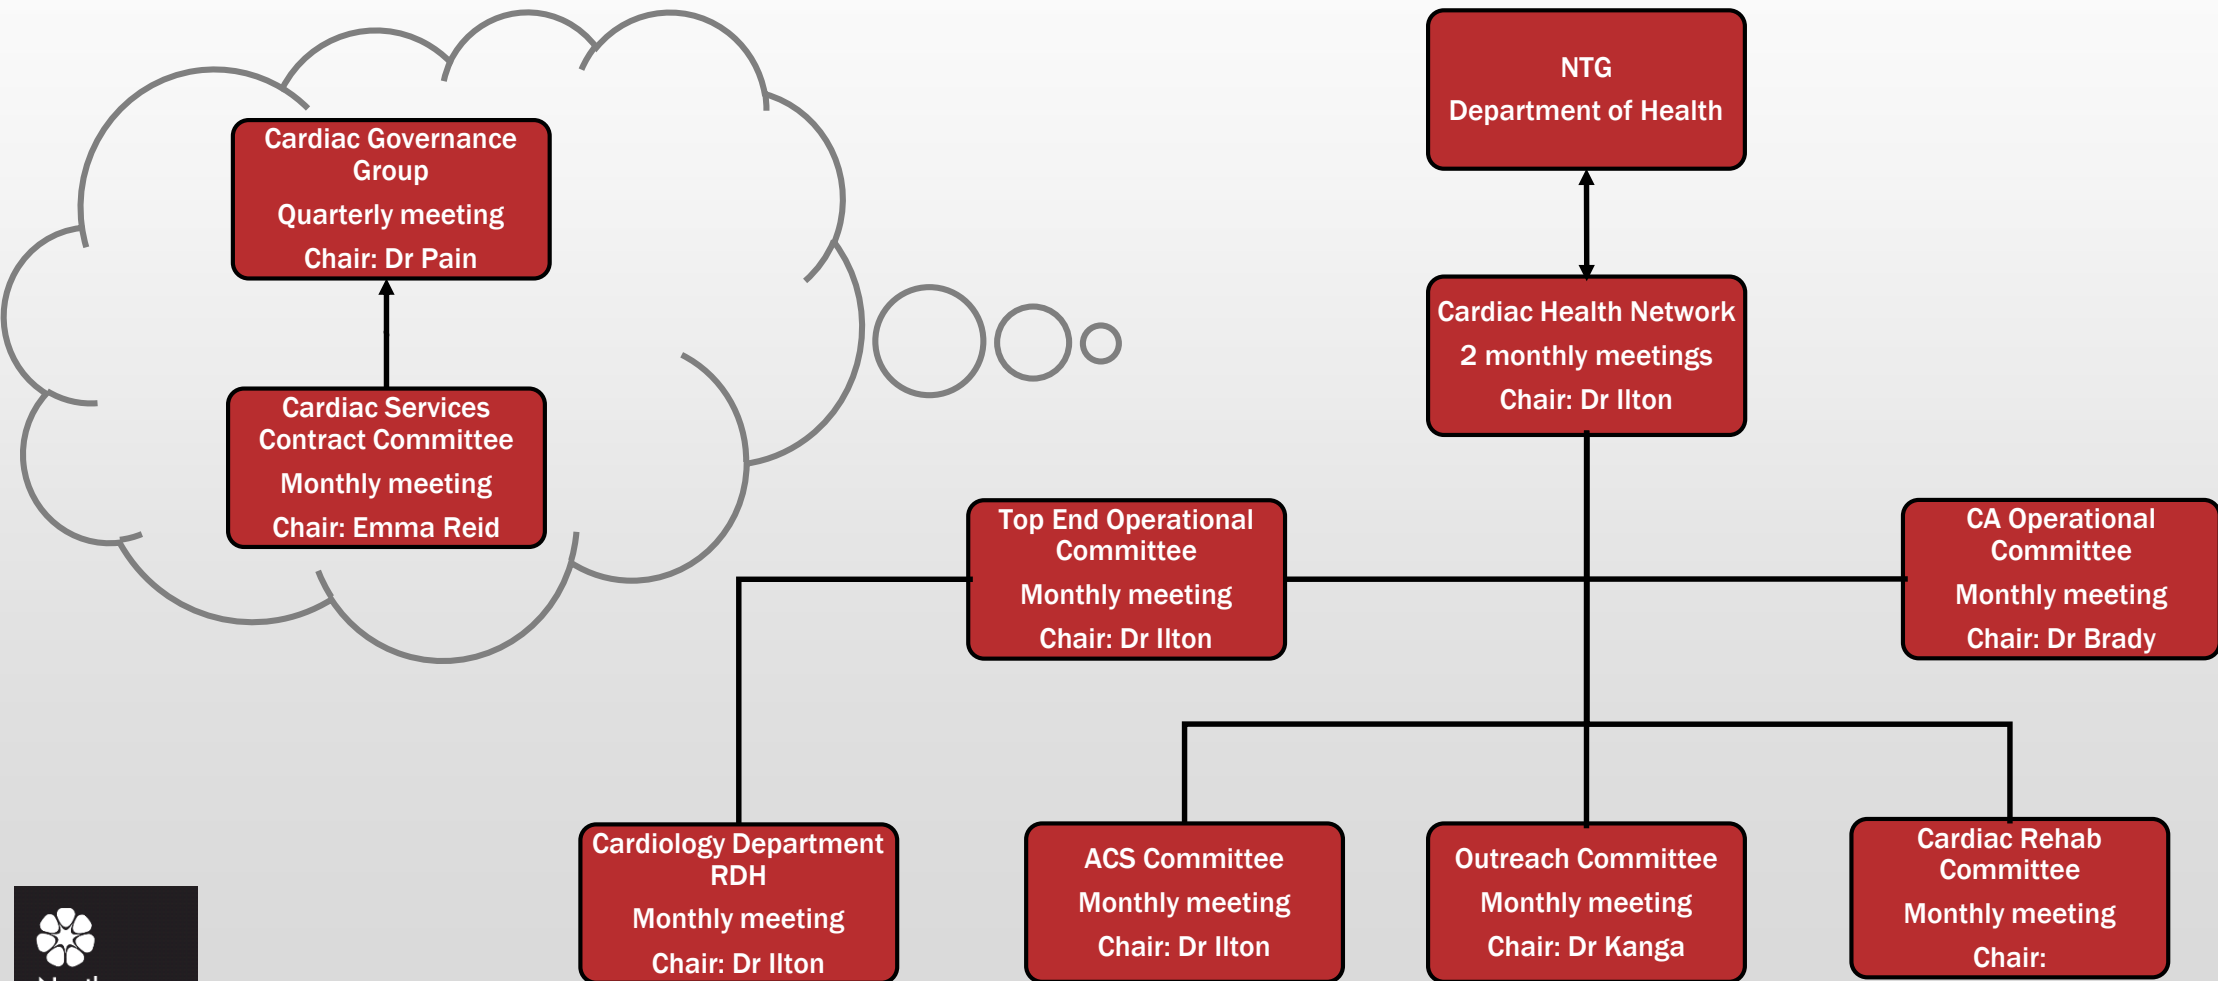 NTG
Department of Health
Cardiac Governance
Group
Quarterly meeting
Chair: Dr Pain
Cardiac Health Network
2 monthly meetings
Chair: Dr Ilton
Cardiac Services
Contract Committee
Monthly meeting
Chair: Emma Reid
Top End Operational
Committee
Monthly meeting
Chair: Dr Ilton
CA Operational
Committee
Monthly meeting
Chair: Dr Brady
Cardiology Department
RDH
Monthly meeting
Chair: Dr Ilton
ACS Committee
Monthly meeting
Chair: Dr Ilton
Outreach Committee
Monthly meeting
Chair: Dr Kanga
Cardiac Rehab
Committee
Monthly meeting
Chair: